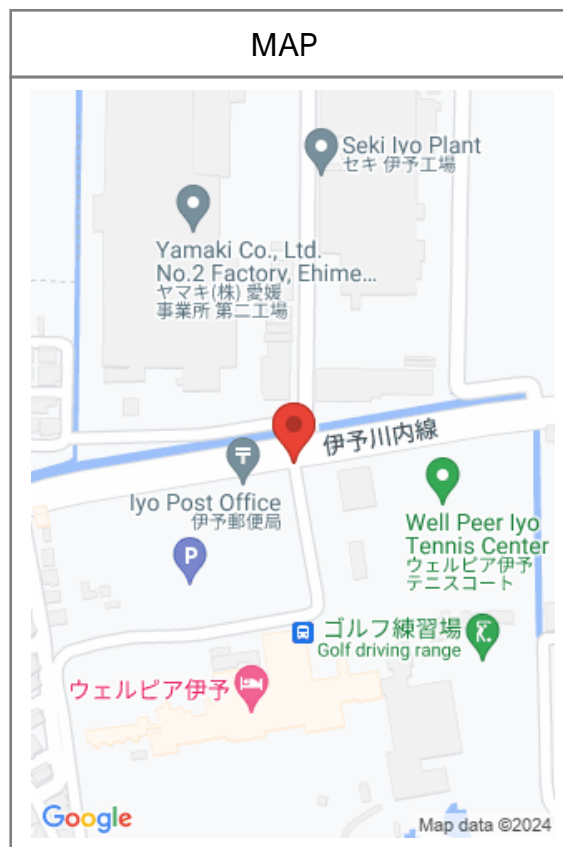 MAP
Seki Iyo Plant
セキ 伊予工場
Yamaki Co., Ltd.
No.2 Factory, Ehime...
ヤマキ(株) 愛媛
事業所 第二工場
伊予川内線
〒
Iyo Post Office
伊予郵便局
Well Peer Iyo
Tennis Center
ウェルピア伊予
テニスコート
P
ゴルフ練習場
Golf driving range
ウェルピア伊予
Google
Map data ©2024